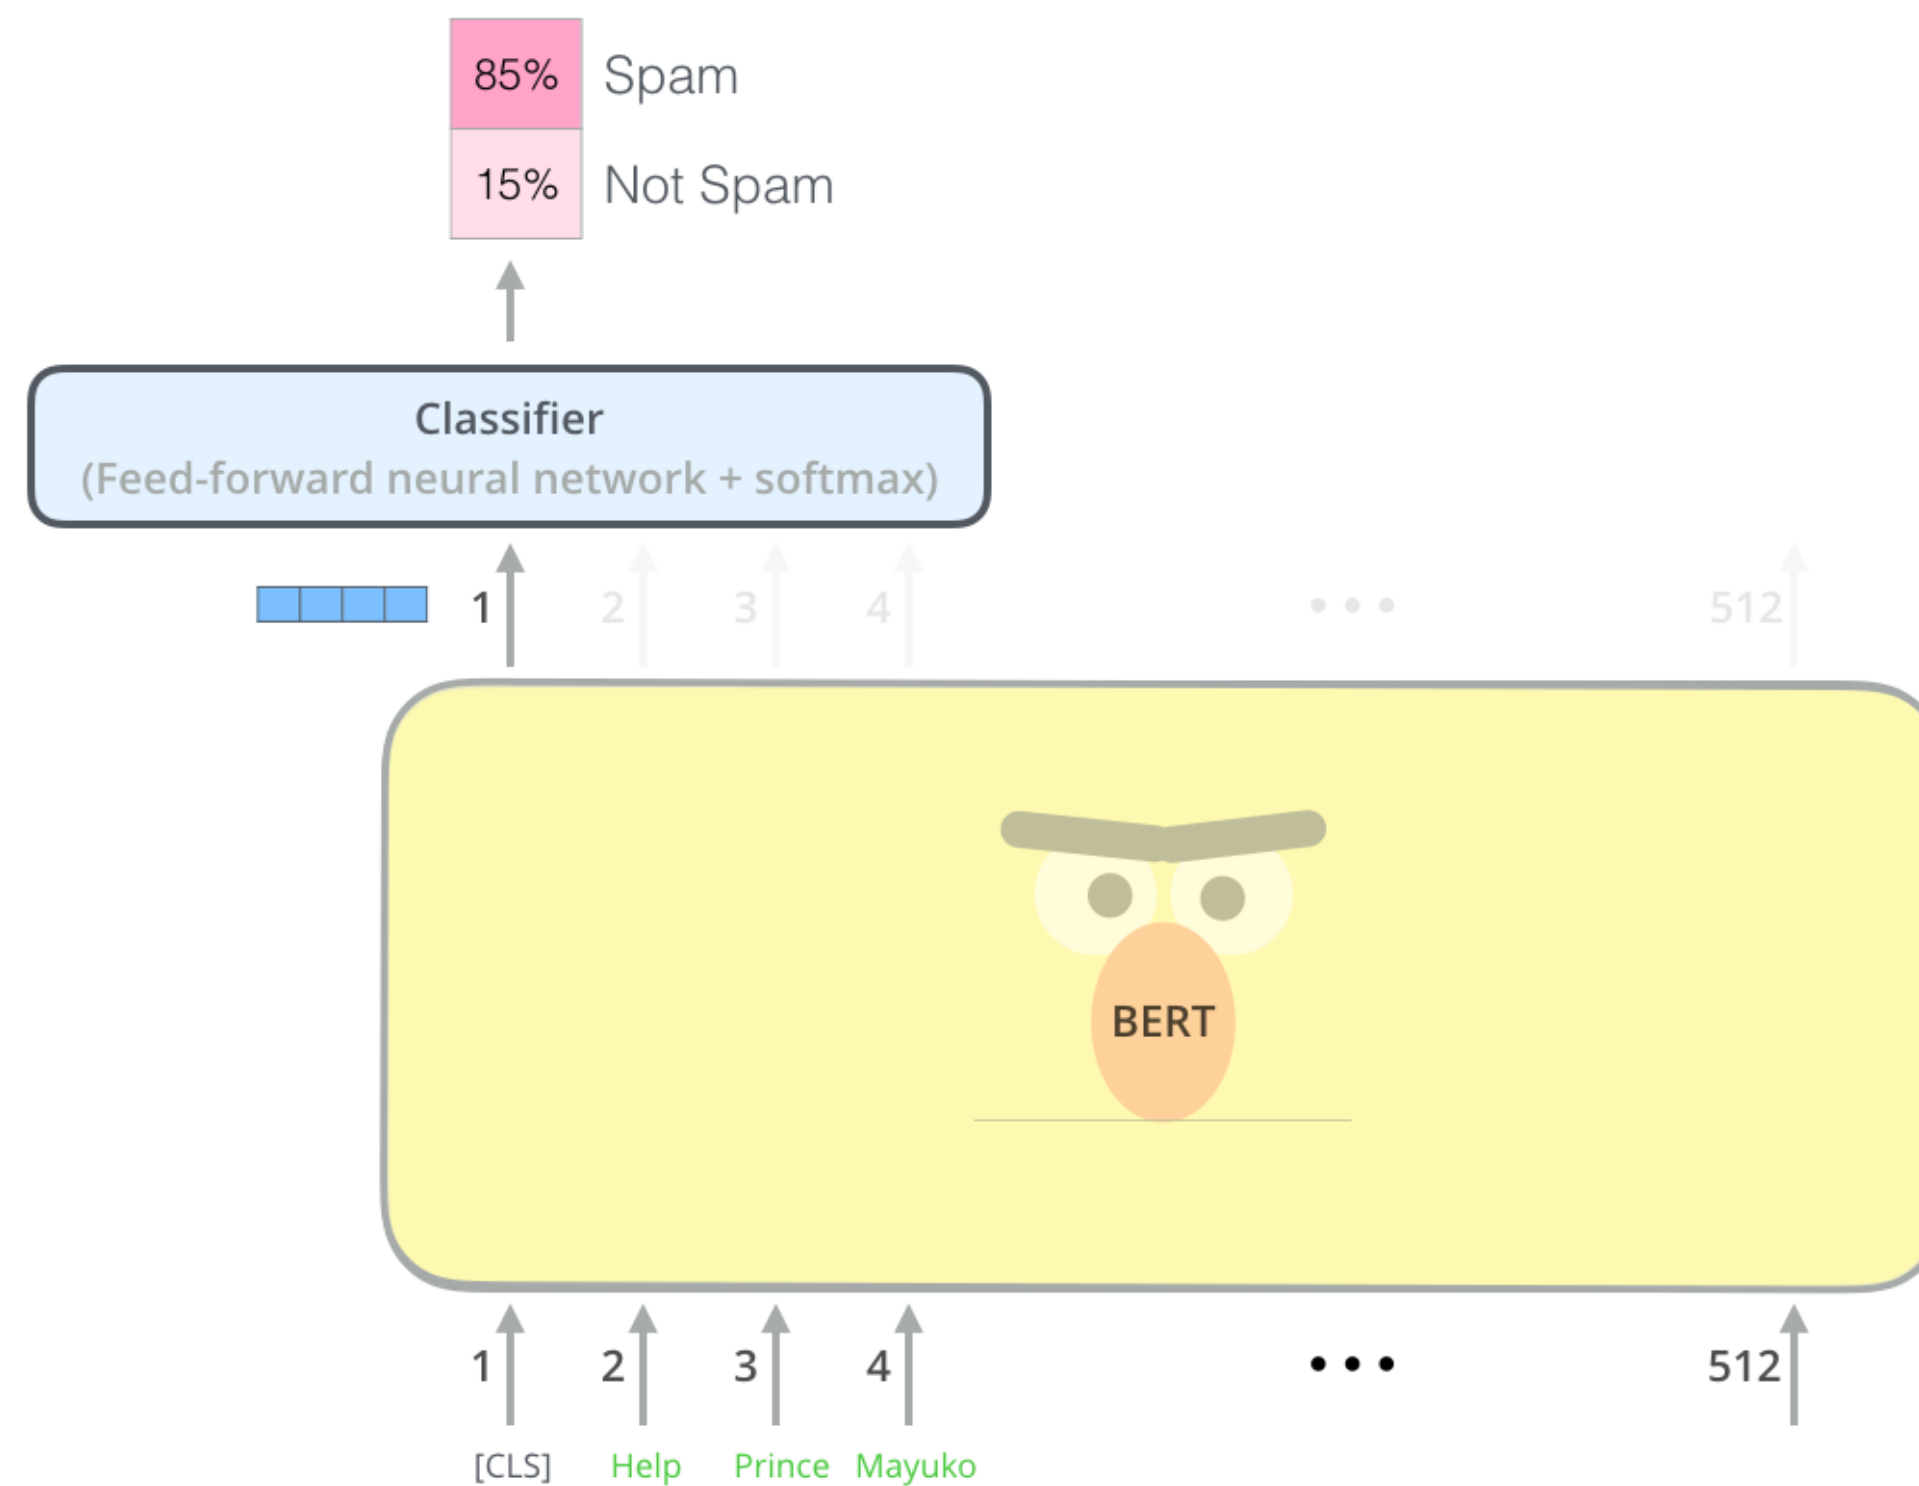 85% Spam
15% Not Spam
Classifier
(Feed-forward neural network + softmax)
1 2 3 4 ••• 512
BERT
1 2 3 4 ••• 512
[CLS] Help Prince Mayuko